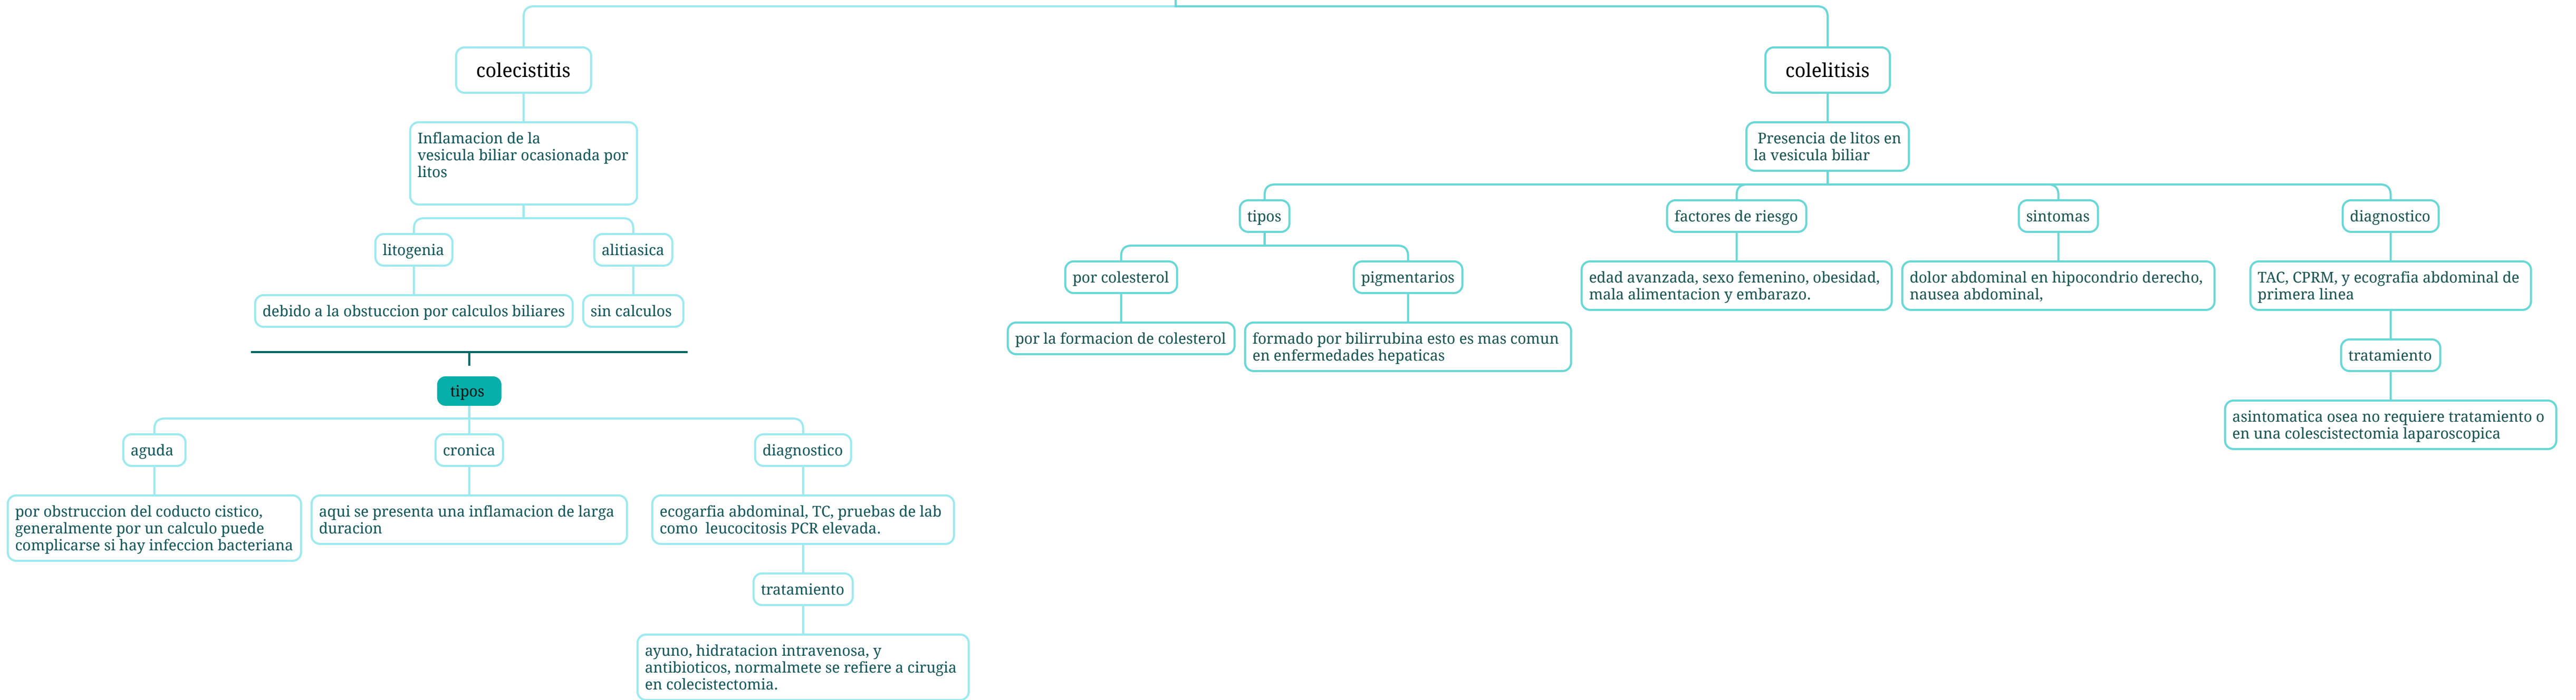 colecistitis
Inflamacion de la
vesicula biliar ocasionada por
litos
litogenia
debido a la obstuccion por calculos biliares
alitiasica
sin calculos
tipos
aguda
por obstruccion del coducto cistico,
generalmente por un calculo puede
complicarse si hay infeccion bacteriana
cronica
aqui se presenta una inflamacion de larga
duracion
diagnostico
ecogarfia abdominal, TC, pruebas de lab
como leucocitosis PCR elevada.
tratamiento
ayuno, hidratacion intravenosa, y
antibioticos, normalmete se refiere a cirugia
en colecistectomia.
colelitisis
Presencia de litos en
la vesicula biliar
tipos
por colesterol
por la formacion de colesterol
pigmentarios
formado por bilirrubina esto es mas comun
en enfermedades hepaticas
factores de riesgo
edad avanzada, sexo femenino, obesidad,
mala alimentacion y embarazo.
sintomas
dolor abdominal en hipocondrio derecho,
nausea abdominal,
diagnostico
TAC, CPRM, y ecografia abdominal de
primera linea
tratamiento
asintomatica osea no requiere tratamiento o
en una colescistectomia laparoscopica